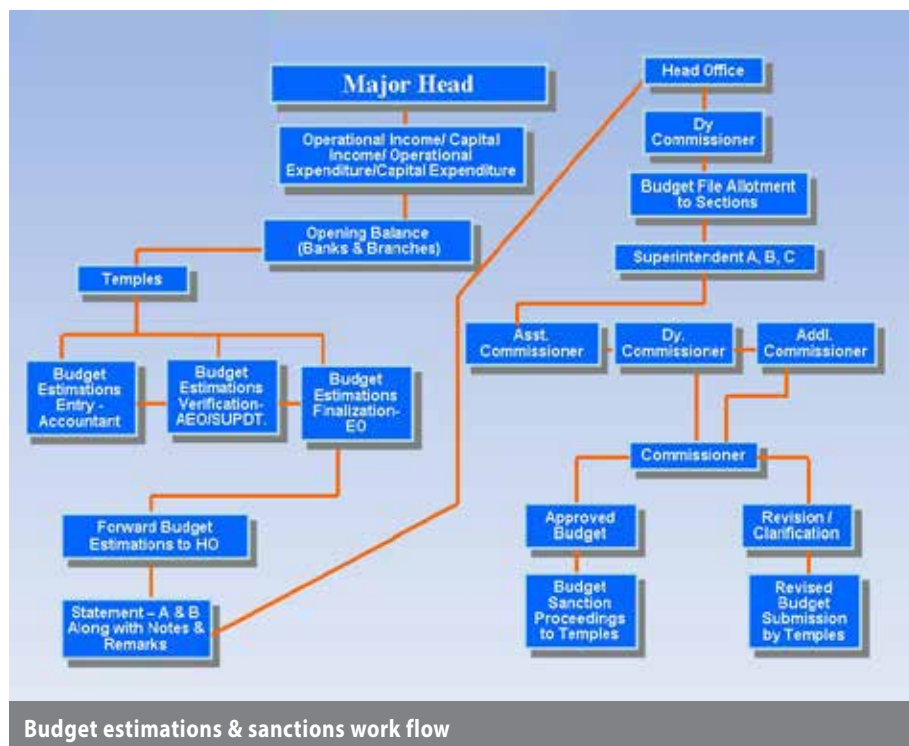 Major Head
Operational Income/ Capital
Income/ Operational
Expenditure/Capital Expenditure
Opening Balance
(Banks & Branches)
Temples
Budget
Estimations
Entry -
Accountant
Budget
Estimations
Verification-
AEO/SUPDT.
Budget
Estimations
Finalization-
EO
Forward Budget
Estimations to HO
Statement – A & B
Along with Notes &
Remarks
Head Office
Dy
Commissioner
Budget File Allotment
to Sections
Superintendent A, B, C
Asst.
Commissioner
Dy.
Commissioner
Addl.
Commissioner
Commissioner
Approved
Budget
Budget
Sanction
Proceedings
to Temples
Revision /
Clarification
Revised
Budget
Submission
by Temples
Budget estimations & sanctions work flow